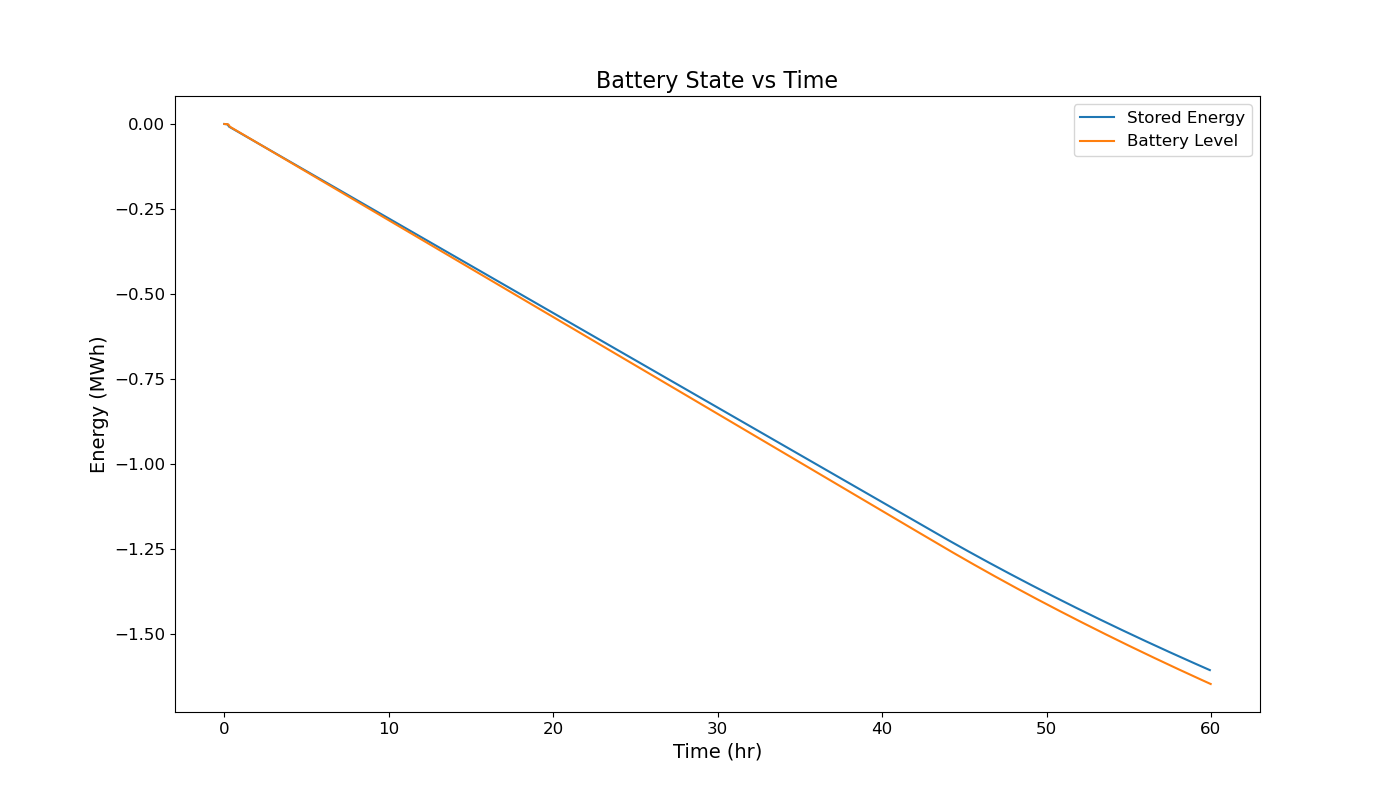 Battery State vs Time
Stored Energy
Battery Level
Energy (MWh)
0.00
−0.25
−0.50
−0.75
−1.00
−1.25
−1.50
0 10 20 30 40 50 60
Time (hr)